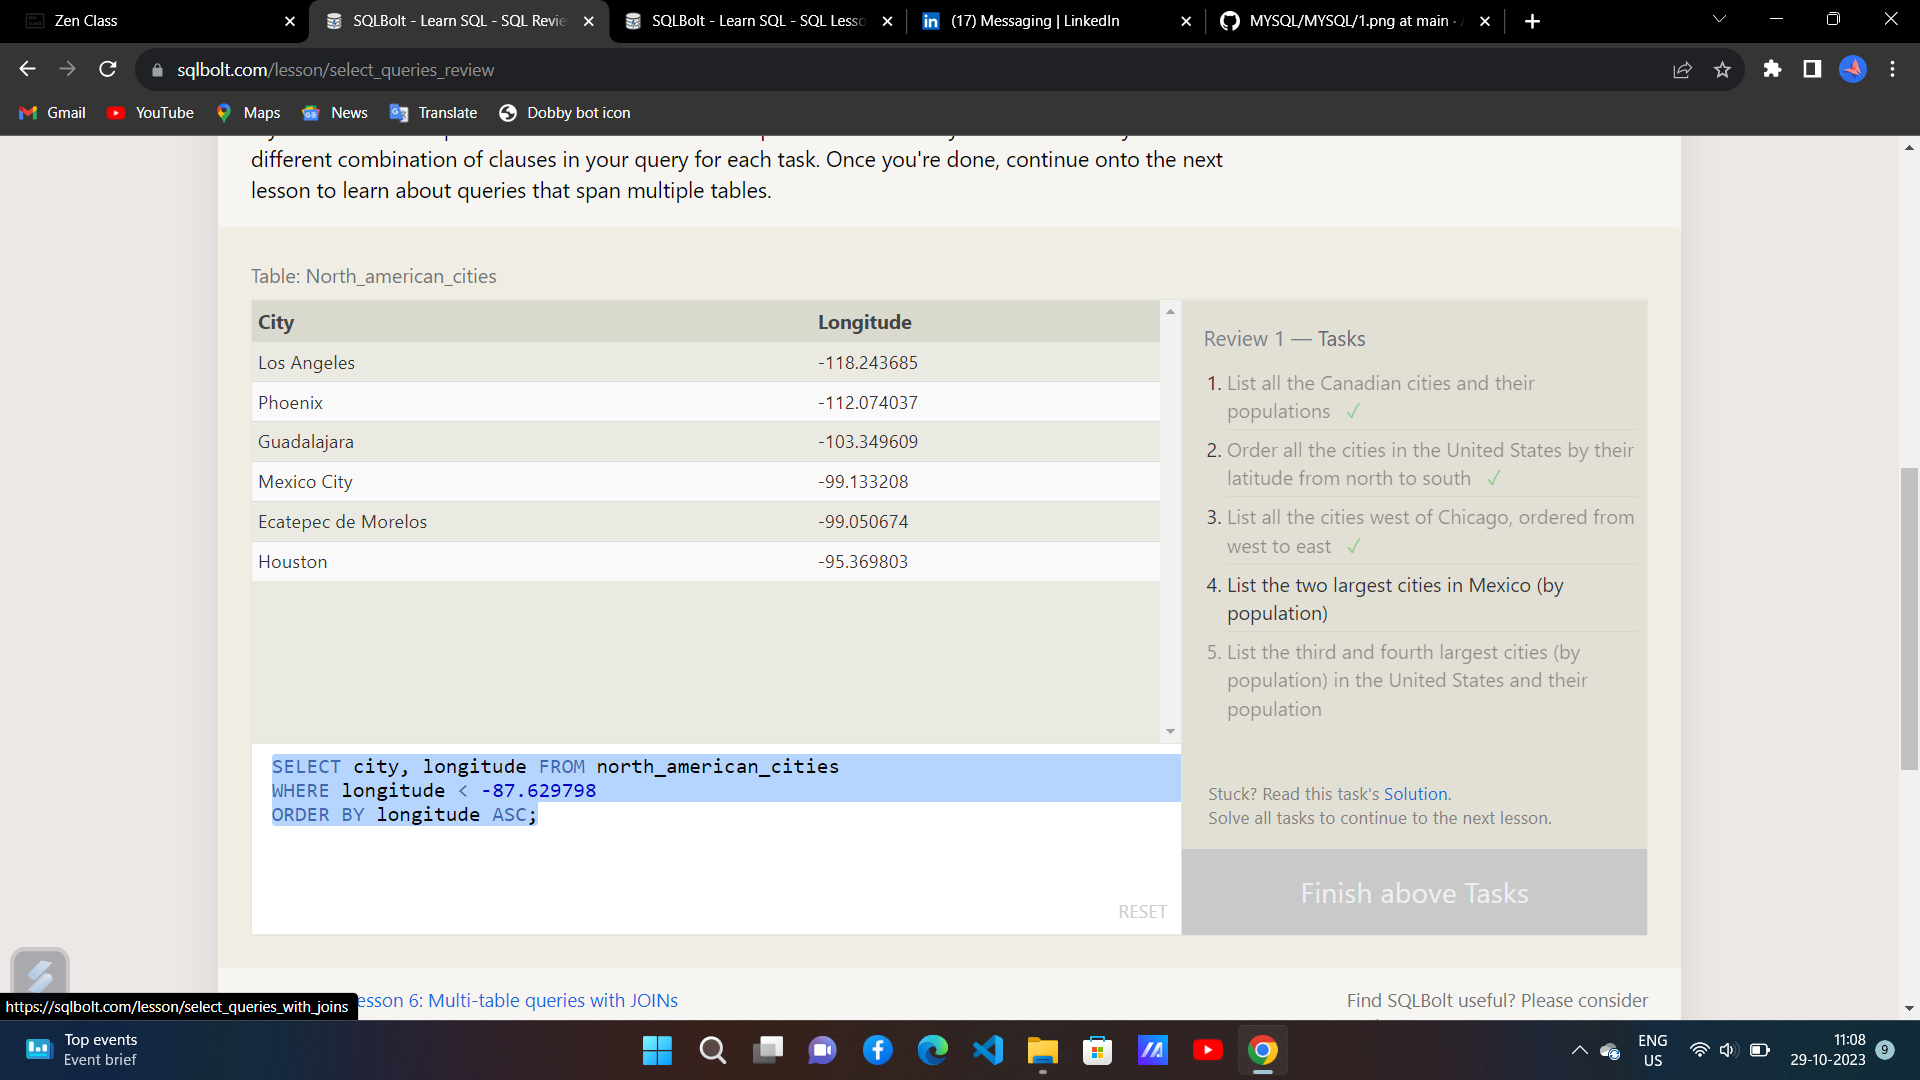 Zen Class
SQLBolt - Learn SQL - SQL Revie
SQLBolt - Learn SQL - SQL Lesso
(17) Messaging | LinkedIn
MYSQL/MYSQL/1.png at main ·
sqlbolt.com/lesson/select_queries_review
Gmail
YouTube
Maps
News
Translate
Dobby bot icon
different combination of clauses in your query for each task. Once you're done, continue onto the next
lesson to learn about queries that span multiple tables.
Table: North_american_cities
City Longitude
Los Angeles -118.243685
Phoenix -112.074037
Guadalajara -103.349609
Mexico City -99.133208
Ecatepec de Morelos -99.050674
Houston -95.369803
SELECT city, longitude FROM north_american_cities
WHERE longitude < -87.629798
ORDER BY longitude ASC;
RESET
Review 1 — Tasks
1. List all the Canadian cities and their
populations ✓
2. Order all the cities in the United States by their
latitude from north to south ✓
3. List all the cities west of Chicago, ordered from
west to east ✓
4. List the two largest cities in Mexico (by
population)
5. List the third and fourth largest cities (by
population) in the United States and their
population
Stuck? Read this task's Solution.
Solve all tasks to continue to the next lesson.
Finish above Tasks
esson 6: Multi-table queries with JOINs
Find SQLBolt useful? Please consider
https://sqlbolt.com/lesson/select_queries_with_joins
Top events
Event brief
ENG
US
11:08
29-10-2023
9